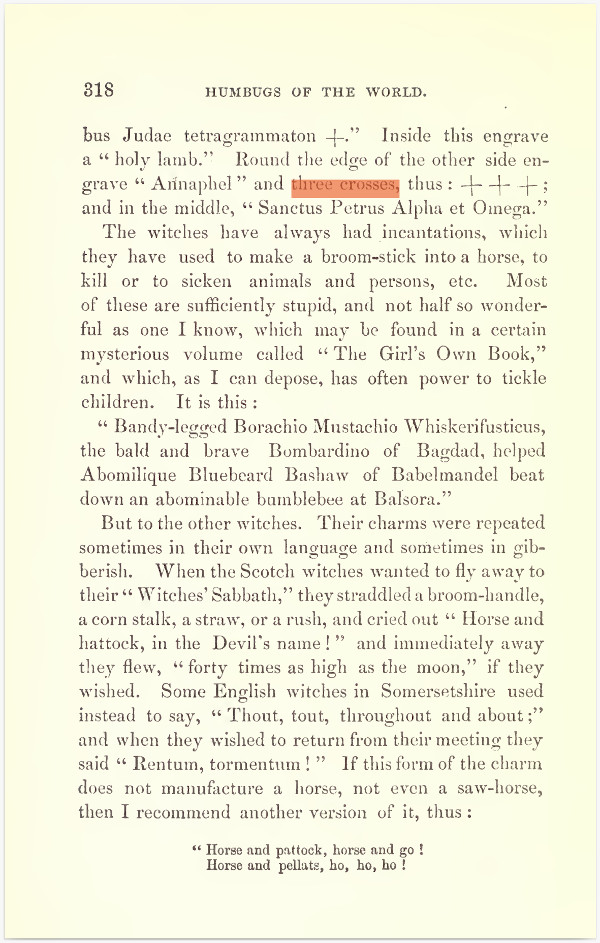 318
HUMBUGS OF THE WORLD.
bus Judae tetragrammaton +.” Inside this engrave
a “ holy lamb.” Round the edge of the other side en-
grave “ Annaphel ” and three crosses, thus : + + + ;
and in the middle, “ Sanctus Petrus Alpha et Omega.”
The witches have always had incantations, which
they have used to make a broom-stick into a horse, to
kill or to sicken animals and persons, etc. Most
of these are sufficiently stupid, and not half so wonder-
ful as one I know, which may be found in a certain
mysterious volume called “ The Girl’s Own Book,”
and which, as I can depose, has often power to tickle
children. It is this :
“ Bandy-legged Borachio Mustachio Whiskerifusticus,
the bald and brave Bombardino of Bagdad, helped
Abomilique Bluebeard Bashaw of Babelmandel beat
down an abominable bumblebee at Balsora.”
But to the other witches. Their charms were repeated
sometimes in their own language and sometimes in gib-
berish. When the Scotch witches wanted to fly away to
their “ Witches’ Sabbath,” they straddled a broom-handle,
a corn stalk, a straw, or a rush, and cried out “ Horse and
hattock, in the Devil’s name ! ” and immediately away
they flew, “ forty times as high as the moon,” if they
wished. Some English witches in Somersetshire used
instead to say, “ Thout, tout, throughout and about ;”
and when they wished to return from their meeting they
said “ Rentum, tormentum ! ” If this form of the charm
does not manufacture a horse, not even a saw-horse,
then I recommend another version of it, thus :
“ Horse and pattock, horse and go !
Horse and pellats, ho, ho, ho !